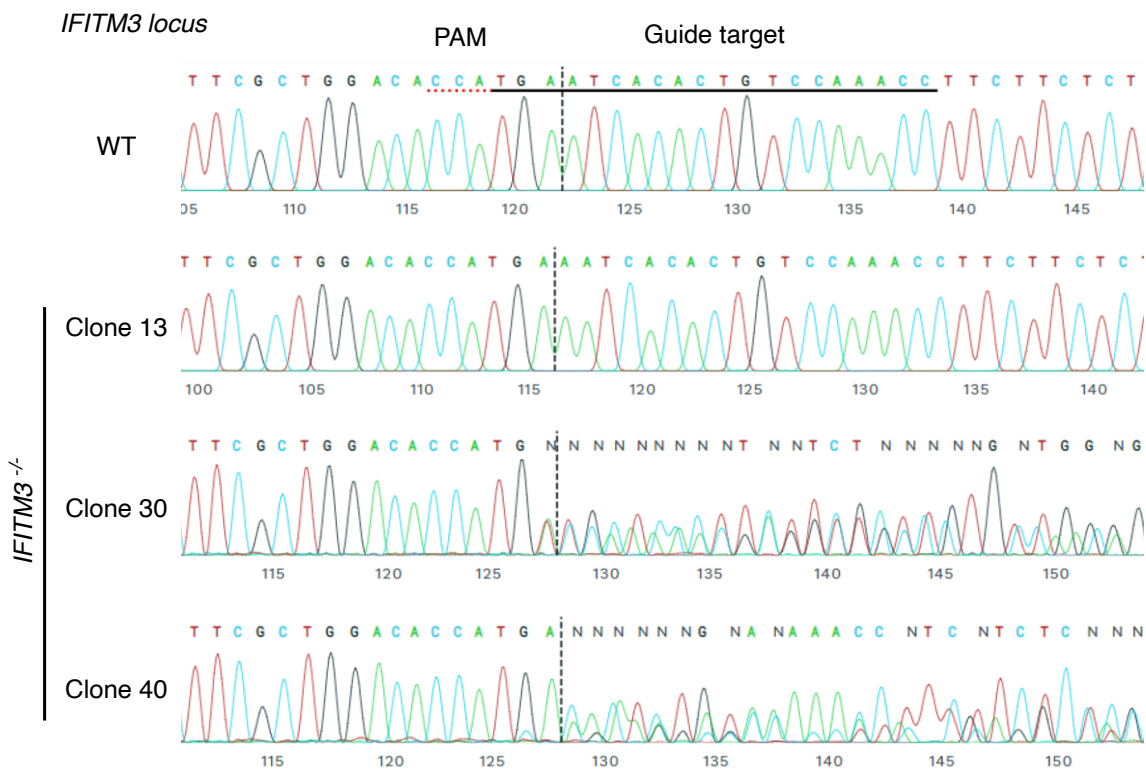 IFITM3 locus
PAM Guide target
T T C G C T G G A C A C C A T G A A T C A C A C T G T C C A A A C C T T C T T C T C T
WT
05 110 115 120 125 130 135 140 145
T T C G C T G G A C A C C A T G A A A T C A C A C T G T C C A A A C C T T C T T C T C T
Clone 13
100 105 110 115 120 125 130 135 140
T T C G C T G G A C A C C A T G N N N N N N N N T N N T C T N N N N N G N T G G N G
Clone 30
115 120 125 130 135 140 145 150
T T C G C T G G A C A C C A T G A N N N N N N G N A N A A A C C N T C N T C T C N N N
Clone 40
115 120 125 130 135 140 145 150
IFITM3 -/-